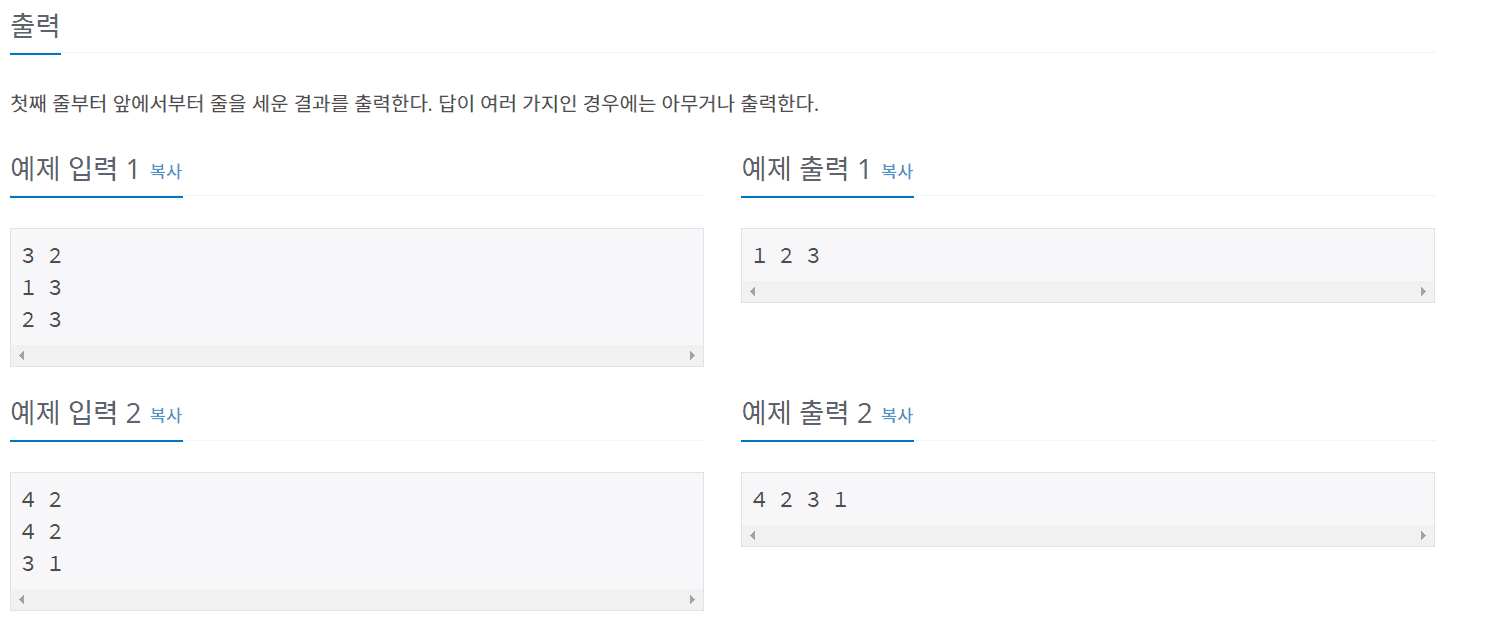 출력
첫째 줄부터 앞에서부터 줄을 세운 결과를 출력한다. 답이 여러 가지인 경우에는 아무거나 출력한다.
예제 입력 1 복사
3 2
1 3
2 3
예제 출력 1 복사
1 2 3
예제 입력 2 복사
4 2
4 2
3 1
예제 출력 2 복사
4 2 3 1